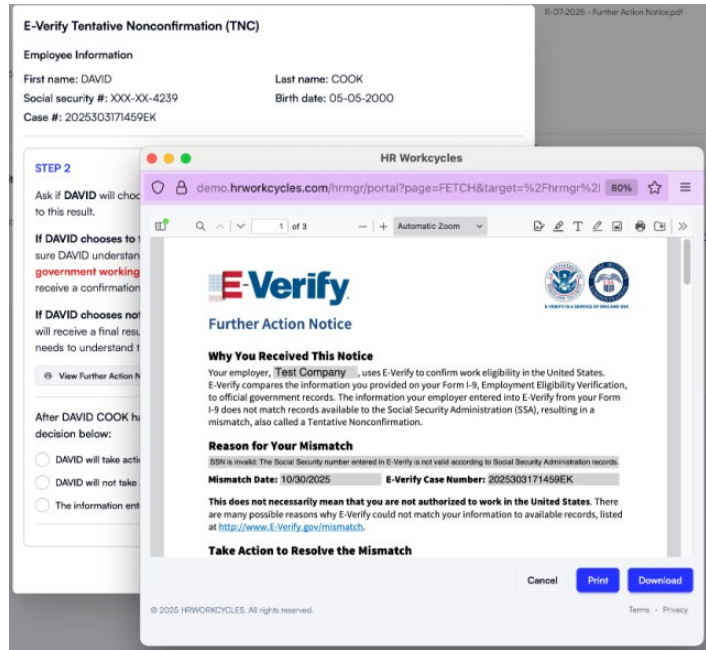 11-07-2025 - Further Action Notice.pdf
E-Verify Tentative Nonconfirmation (TNC)
Employee Information
First name: DAVID Last name: COOK
Social security #: XXX-XX-4239 Birth date: 05-05-2000
Case #: 2025303171459EK
STEP 2
Ask if DAVID will choo
to this result.
If DAVID chooses to
sure DAVID understan
government working
receive a confirmation
If DAVID chooses not
will receive a final resu
needs to understand t
View Further Action N
After DAVID COOK ha
decision below:
DAVID will take acti
DAVID will not take
The information ent
HR Workcycles
demo.hrworkcycles.com/hrmgr/portal?page=FETCH&target=%2Fhrmgr%2 80%
1 of 3 Automatic Zoom
E-Verify
E-VERIFY IS A SERVICE OF DHS AND SSA
Further Action Notice
Why You Received This Notice
Your employer, Test Company , uses E-Verify to confirm work eligibility in the United States.
E-Verify compares the information you provided on your Form I-9, Employment Eligibility Verification,
to official government records. The information your employer entered into E-Verify from your Form
I-9 does not match records available to the Social Security Administration (SSA), resulting in a
mismatch, also called a Tentative Nonconfirmation.
Reason for Your Mismatch
SSN is invalid: The Social Security number entered in E-Verify is not valid according to Social Security Administration records.
Mismatch Date: 10/30/2025 E-Verify Case Number: 2025303171459EK
This does not necessarily mean that you are not authorized to work in the United States. There
are many possible reasons why E-Verify could not match your information to available records, listed
at http://www.E-Verify.gov/mismatch.
Take Action to Resolve the Mismatch
Cancel Print Download
© 2025 HRWORKCYCLES. All rights reserved. Terms - Privacy